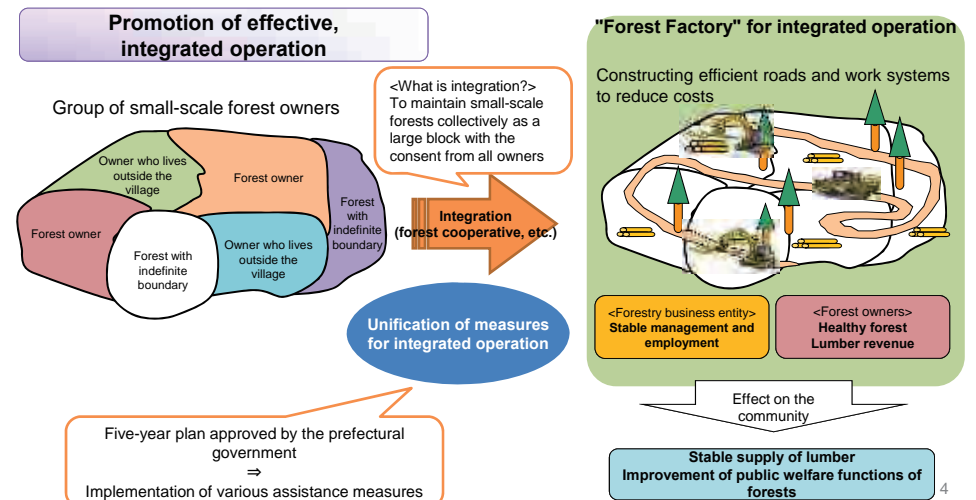 Promotion of effective,
integrated operation
Group of small-scale forest owners
Owner who lives
outside the
village
Forest owner
Forest
with
indefinite
boundary
Forest owner
Forest with
indefinite
boundary
Owner who lives
outside the
village
<What is integration?>
To maintain small-scale
forests collectively as a
large block with the
consent from all owners
Integration
(forest cooperative, etc.)
Unification of measures
for integrated operation
Five-year plan approved by the prefectural
government
⇒
Implementation of various assistance measures
"Forest Factory" for integrated operation
Constructing efficient roads and work systems
to reduce costs
<Forestry business entity>
Stable management and
employment
<Forest owners>
Healthy forest
Lumber revenue
Effect on the
community
Stable supply of lumber
Improvement of public welfare functions of
forests
4